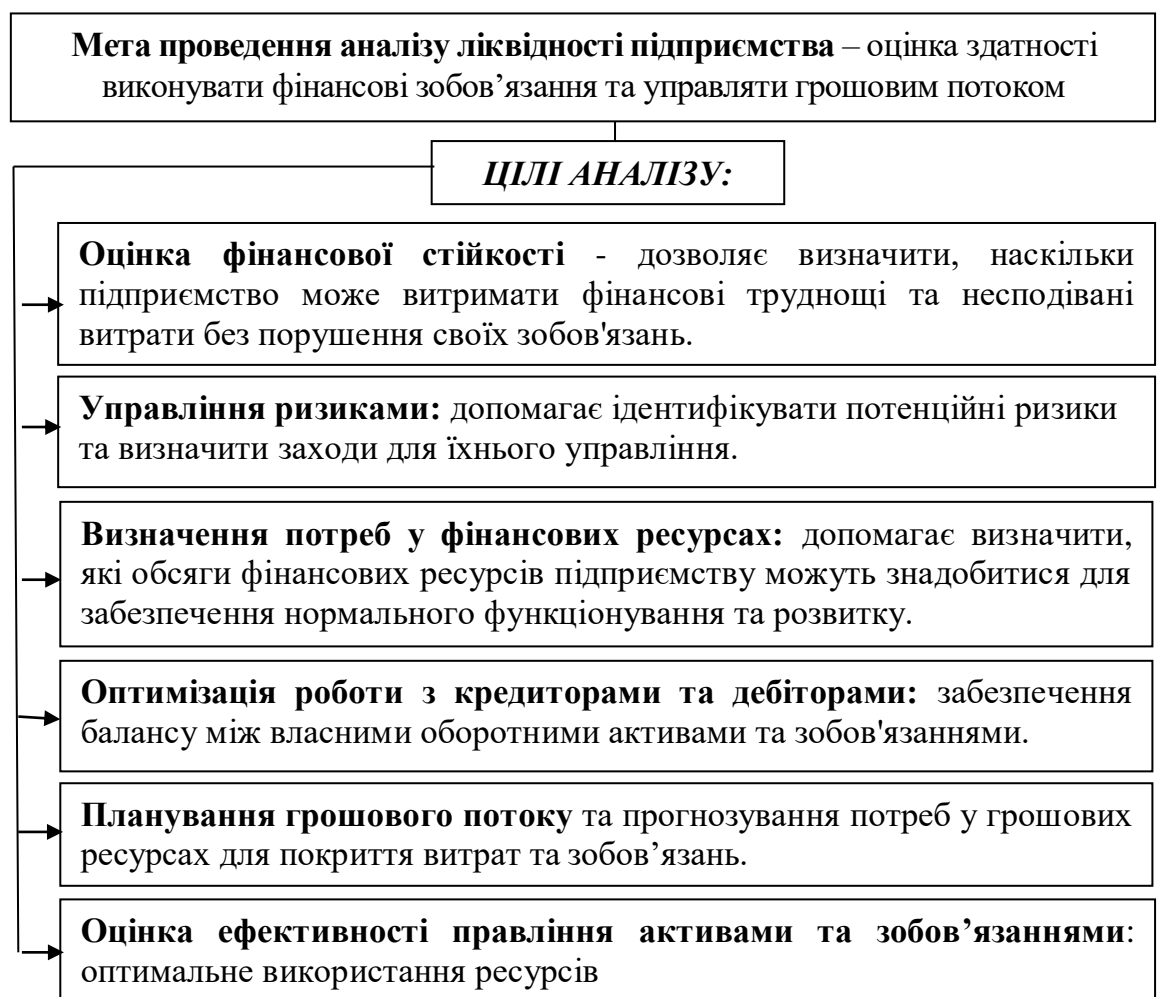 Мета проведення аналізу ліквідності підприємства – оцінка здатності
виконувати фінансові зобов’язання та управляти грошовим потоком
ЦІЛІ АНАЛІЗУ:
Оцінка фінансової стійкості - дозволяє визначити, наскільки
підприємство може витримати фінансові труднощі та несподівані
витрати без порушення своїх зобов'язань.
Управління ризиками: допомагає ідентифікувати потенційні ризики
та визначити заходи для їхнього управління.
Визначення потреб у фінансових ресурсах: допомагає визначити,
які обсяги фінансових ресурсів підприємству можуть знадобитися для
забезпечення нормального функціонування та розвитку.
Оптимізація роботи з кредиторами та дебіторами: забезпечення
балансу між власними оборотними активами та зобов'язаннями.
Планування грошового потоку та прогнозування потреб у грошових
ресурсах для покриття витрат та зобов’язань.
Оцінка ефективності правління активами та зобов’язаннями:
оптимальне використання ресурсів